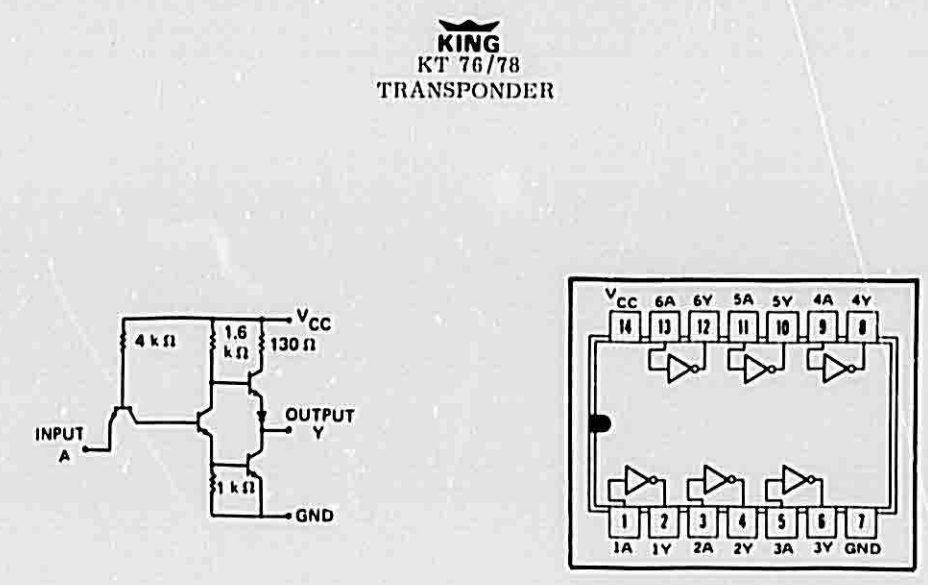 KING
KT 76/78
TRANSPONDER
VCC
4 kΩ
1.6
kΩ
130 Ω
INPUT
A
OUTPUT
Y
1 kΩ
GND
VCC 6A 6Y 5A 5Y 4A 4Y
14 13 12 11 10 9 8
1 2 3 4 5 6 7
1A 1Y 2A 2Y 3A 3Y GND